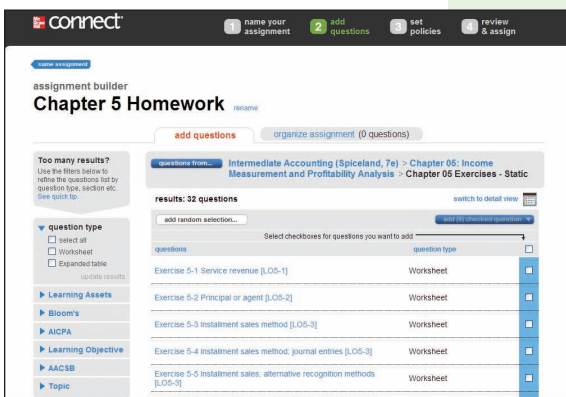 Mc Graw Hill connect
1 name your assignment
2 add questions
3 set policies
4 review & assign
name assignment
assignment builder
Chapter 5 Homework rename
add questions
organize assignment (0 questions)
Too many results?
Use the filters below to
refine the questions list by
question type, section etc.
See quick tip
question type
select all
Worksheet
Expanded table
update results
Learning Assets
Bloom's
AICPA
Learning Objective
AACSB
Topic
questions from...
Intermediate Accounting (Spiceland, 7e) > Chapter 05: Income
Measurement and Profitability Analysis > Chapter 05 Exercises - Static
results: 32 questions
switch to detail view
add random selection...
add (0) checked question
Select checkboxes for questions you want to add
questions question type
Exercise 5-1 Service revenue [LO5-1] Worksheet
Exercise 5-2 Principal or agent [LO5-2] Worksheet
Exercise 5-3 Installment sales method [LO5-3] Worksheet
Exercise 5-4 Installment sales method; journal entries [LO5-3] Worksheet
Exercise 5-5 Installment sales; alternative recognition methods
[LO5-3] Worksheet